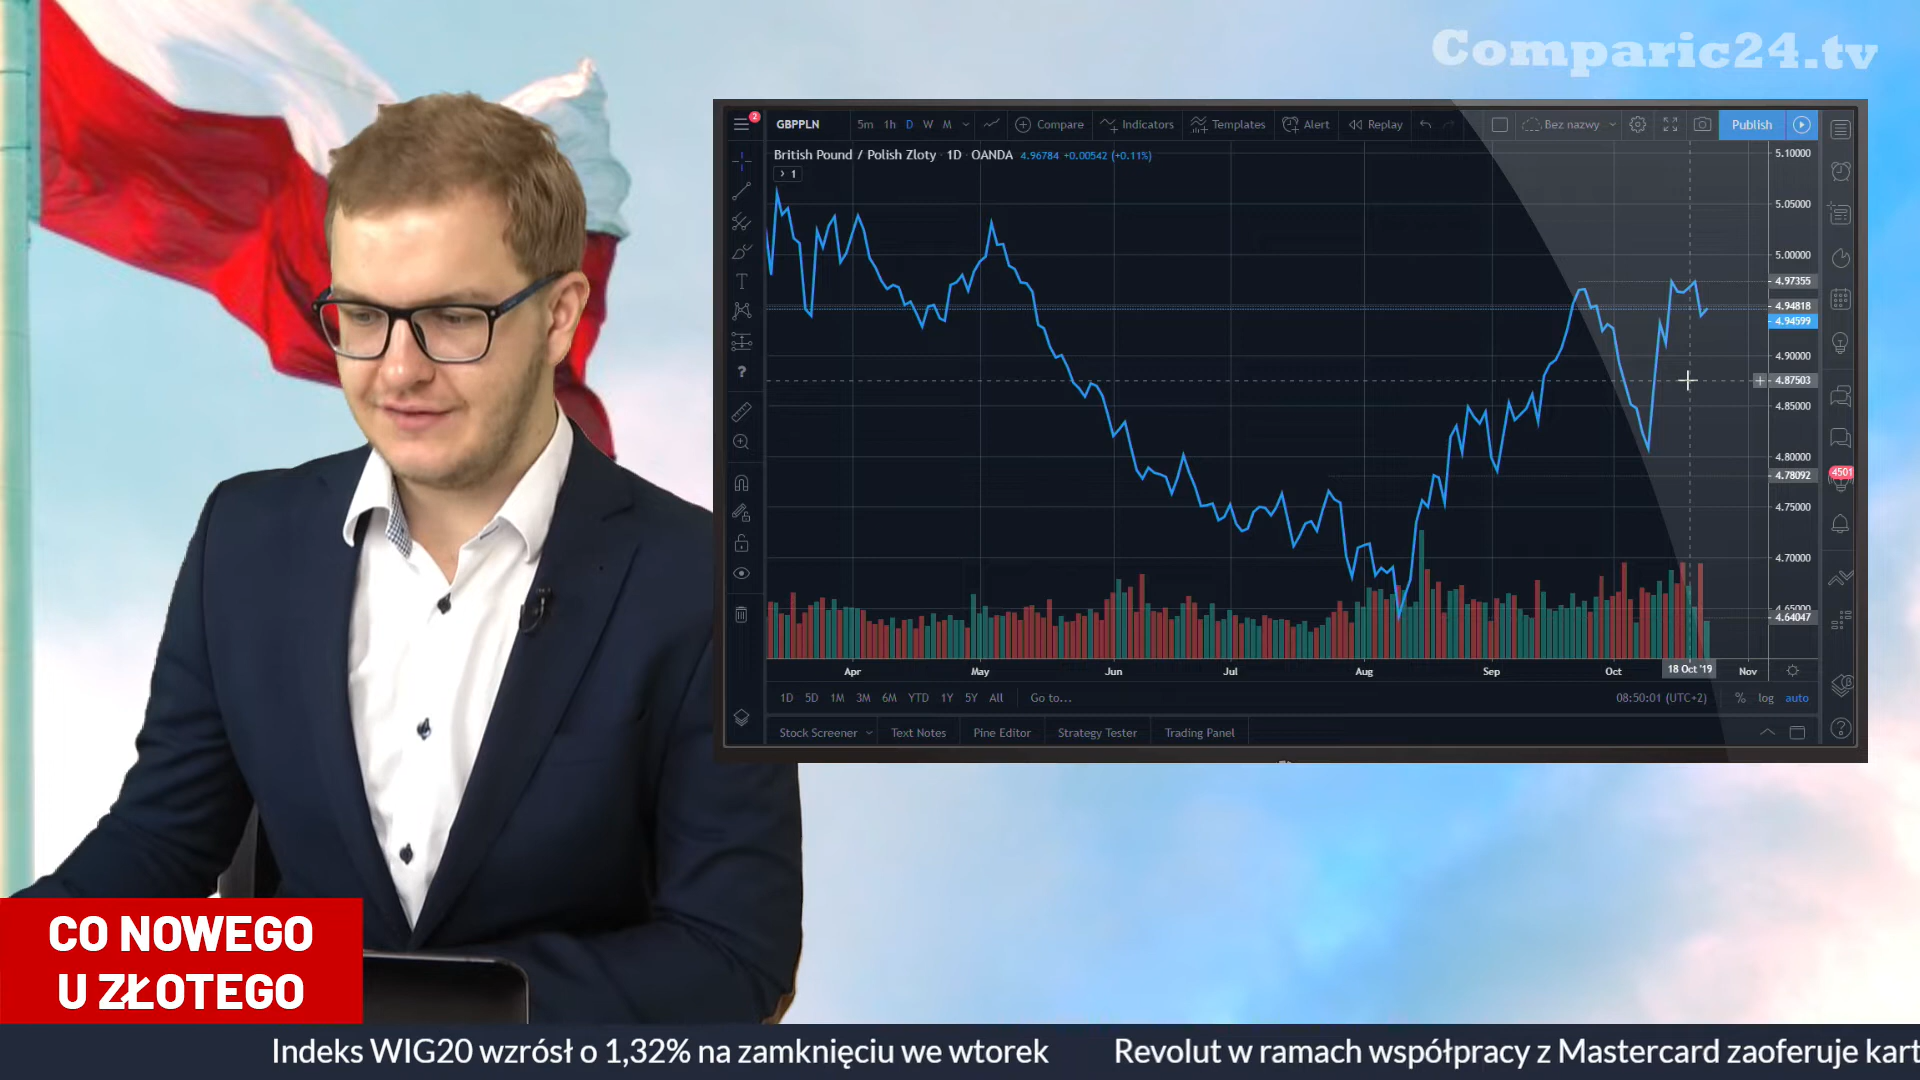 Comparic24.tv
2
GBPPLN
5m 1h D W M
Compare
Indicators
Templates
Alert
Replay
Bez nazwy
Publish
British Pound / Polish Zloty · 1D · OANDA 4.96784 +0.00542 (+0.11%)
1
5.10000
5.05000
5.00000
4.97355
4.94818
4.94599
4.90000
4.87503
4.85000
4.80000
4.78092
4.75000
4.70000
4.65000
4.64047
4501
Apr May Jun Jul Aug Sep Oct 18 Oct '19 Nov
1D 5D 1M 3M 6M YTD 1Y 5Y All Go to...
08:50:01 (UTC+2) % log auto
Stock Screener Text Notes Pine Editor Strategy Tester Trading Panel
CO NOWEGO
U ZŁOTEGO
Indeks WIG20 wzrósł o 1,32% na zamknięciu we wtorek Revolut w ramach współpracy z Mastercard zaoferuje kart